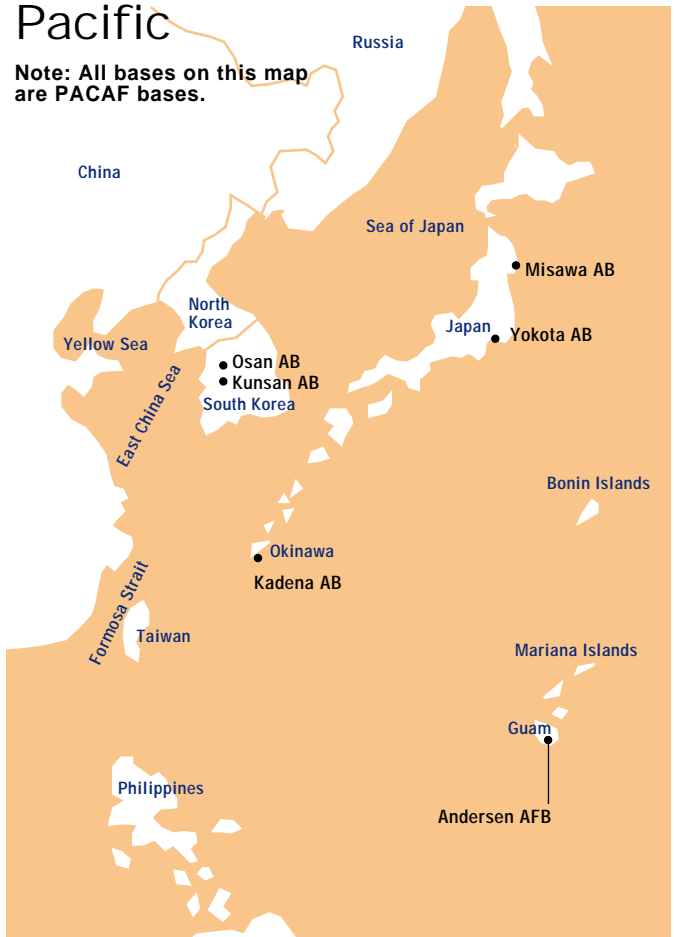 Pacific
Note: All bases on this map
are PACAF bases.
Russia
China
Sea of Japan
Misawa AB
North
Korea
Japan
Yokota AB
Yellow Sea
Osan AB
Kunsan AB
South Korea
East China Sea
Bonin Islands
Okinawa
Kadena AB
Formosa Strait
Taiwan
Mariana Islands
Guam
Philippines
Andersen AFB